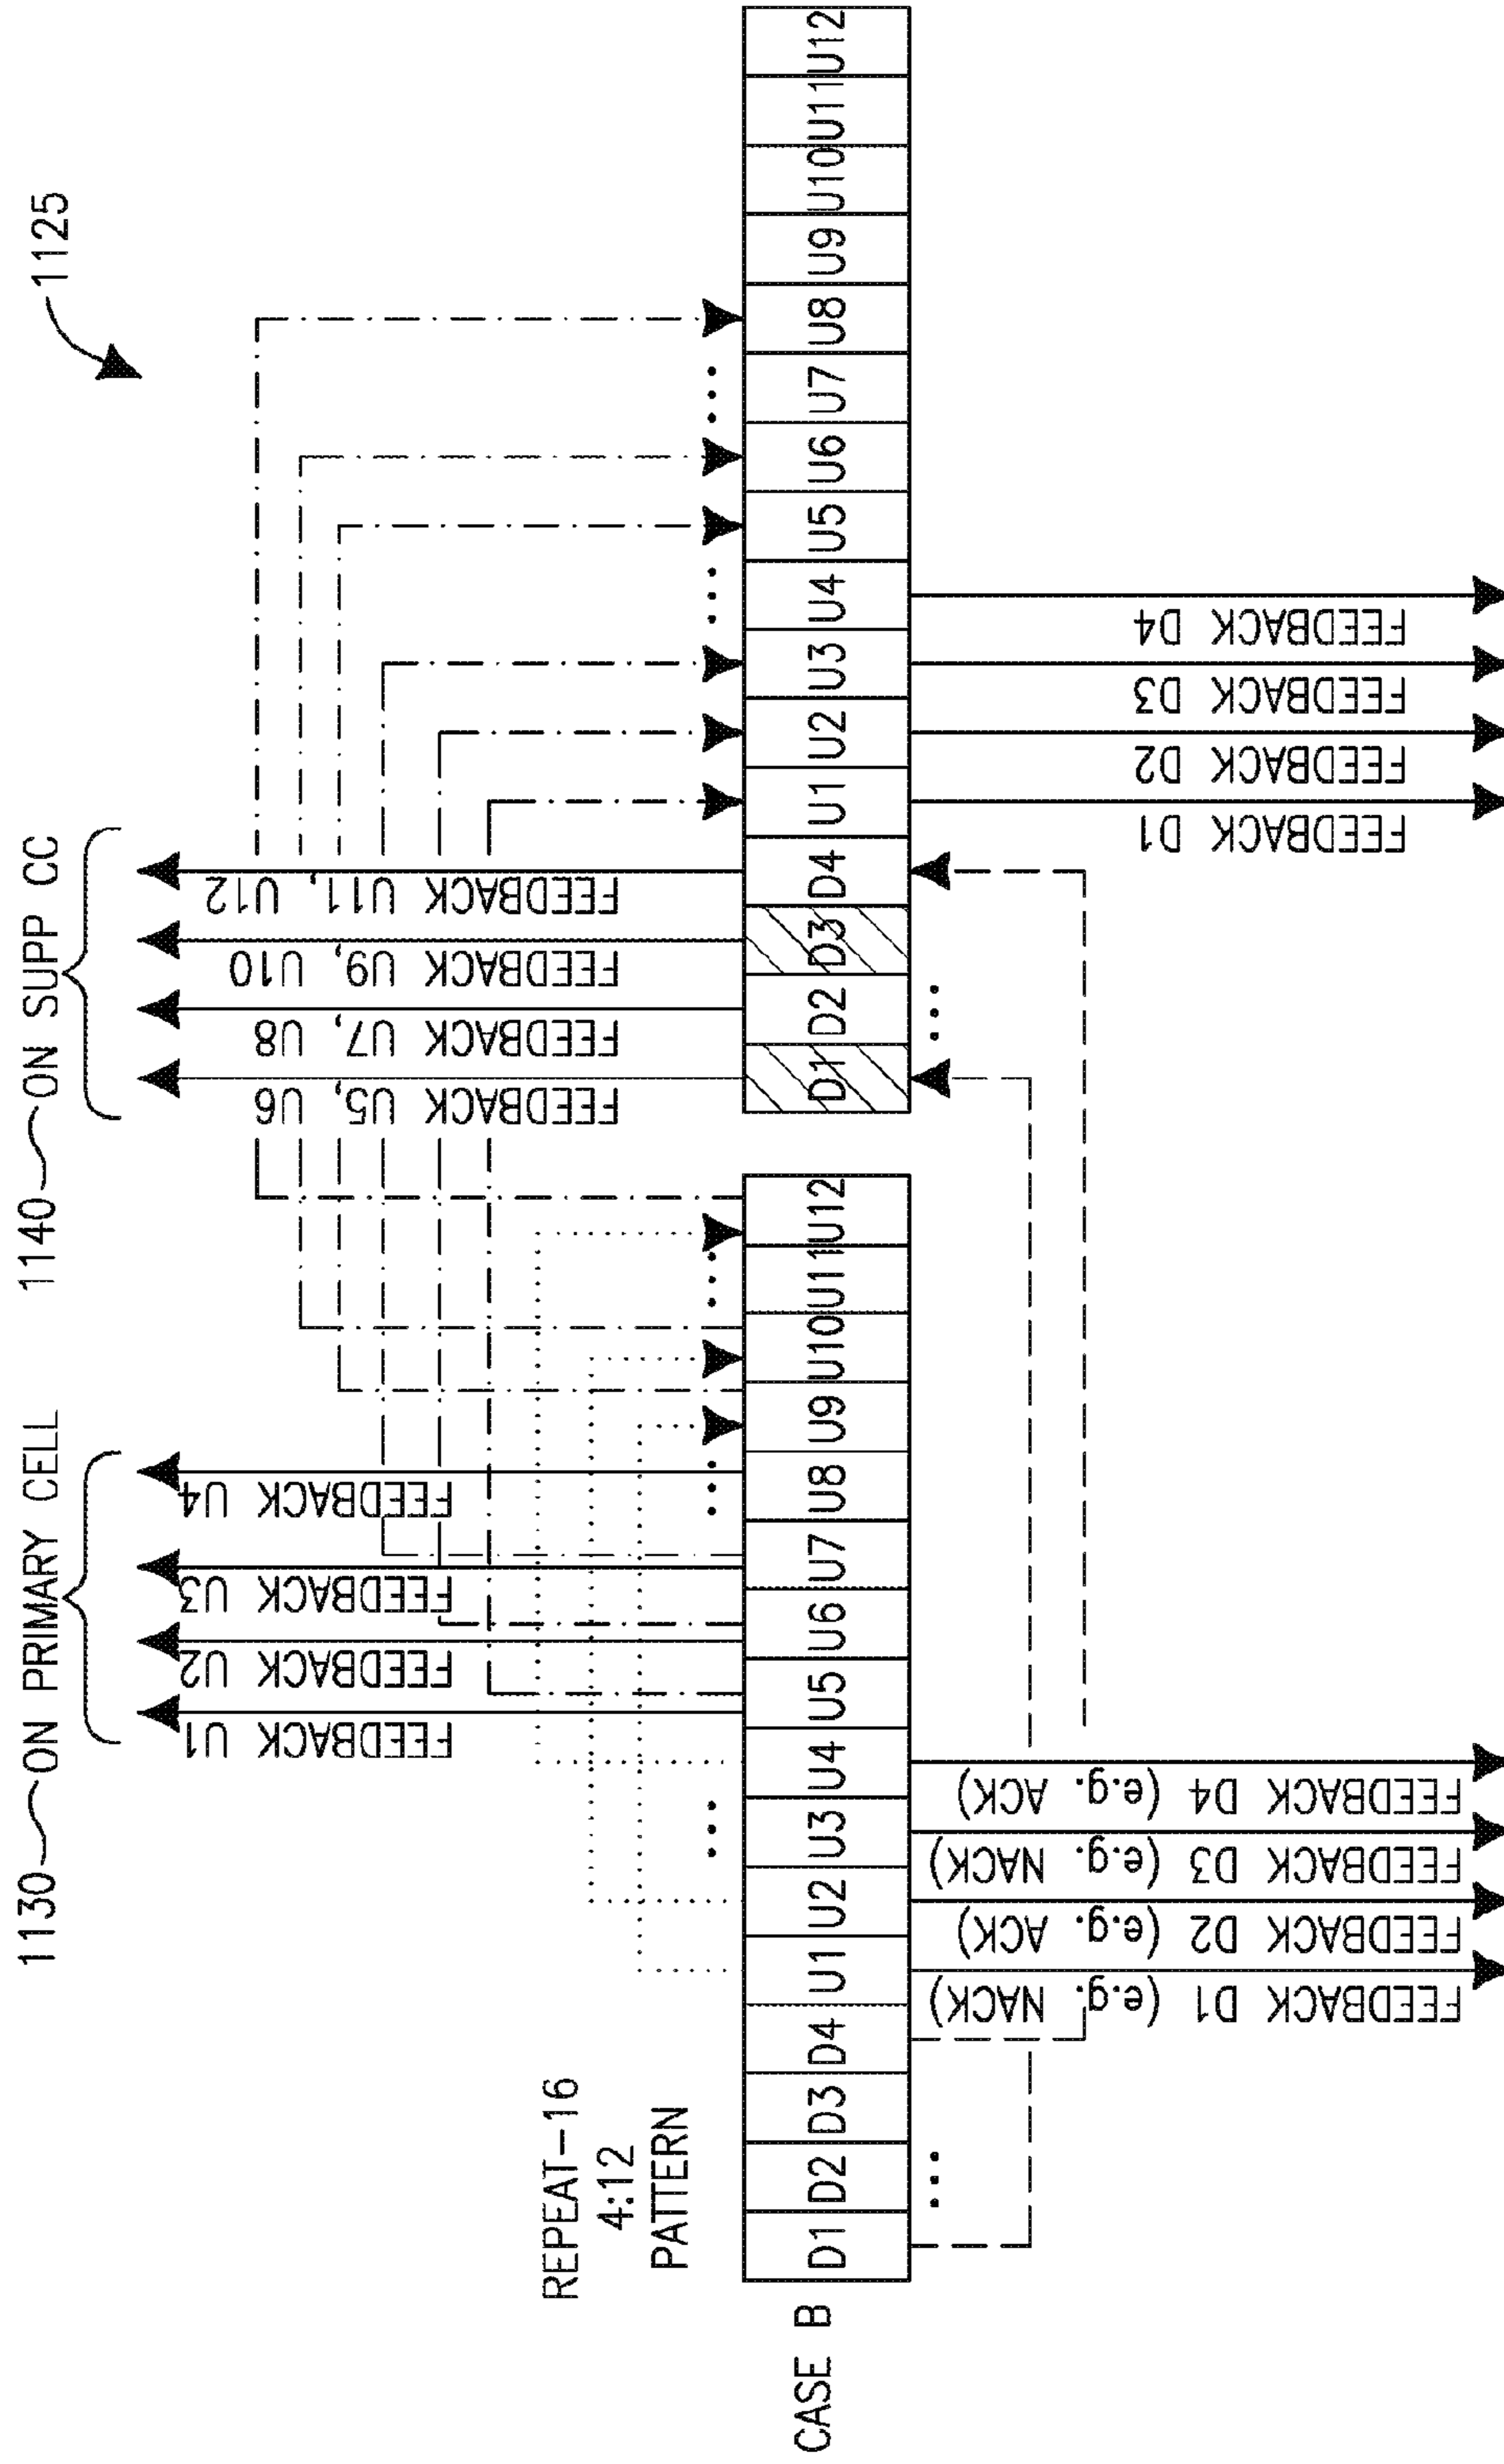 1125
1130 ON PRIMARY CELL
1140 ON SUPP CC
FEEDBACK U1
FEEDBACK U2
FEEDBACK U3
FEEDBACK U4
FEEDBACK U5, U6
FEEDBACK U7, U8
FEEDBACK U9, U10
FEEDBACK U11, U12
REPEAT-16
4:12
PATTERN
CASE B
D1 D2 D3 D4 U1 U2 U3 U4 U5 U6 U7 U8 U9 U10 U11 U12
D1 D2 D3 D4 U1 U2 U3 U4 U5 U6 U7 U8 U9 U10 U11 U12
FEEDBACK D1 (e.g. NACK)
FEEDBACK D2 (e.g. ACK)
FEEDBACK D3 (e.g. NACK)
FEEDBACK D4 (e.g. ACK)
FEEDBACK D1
FEEDBACK D2
FEEDBACK D3
FEEDBACK D4